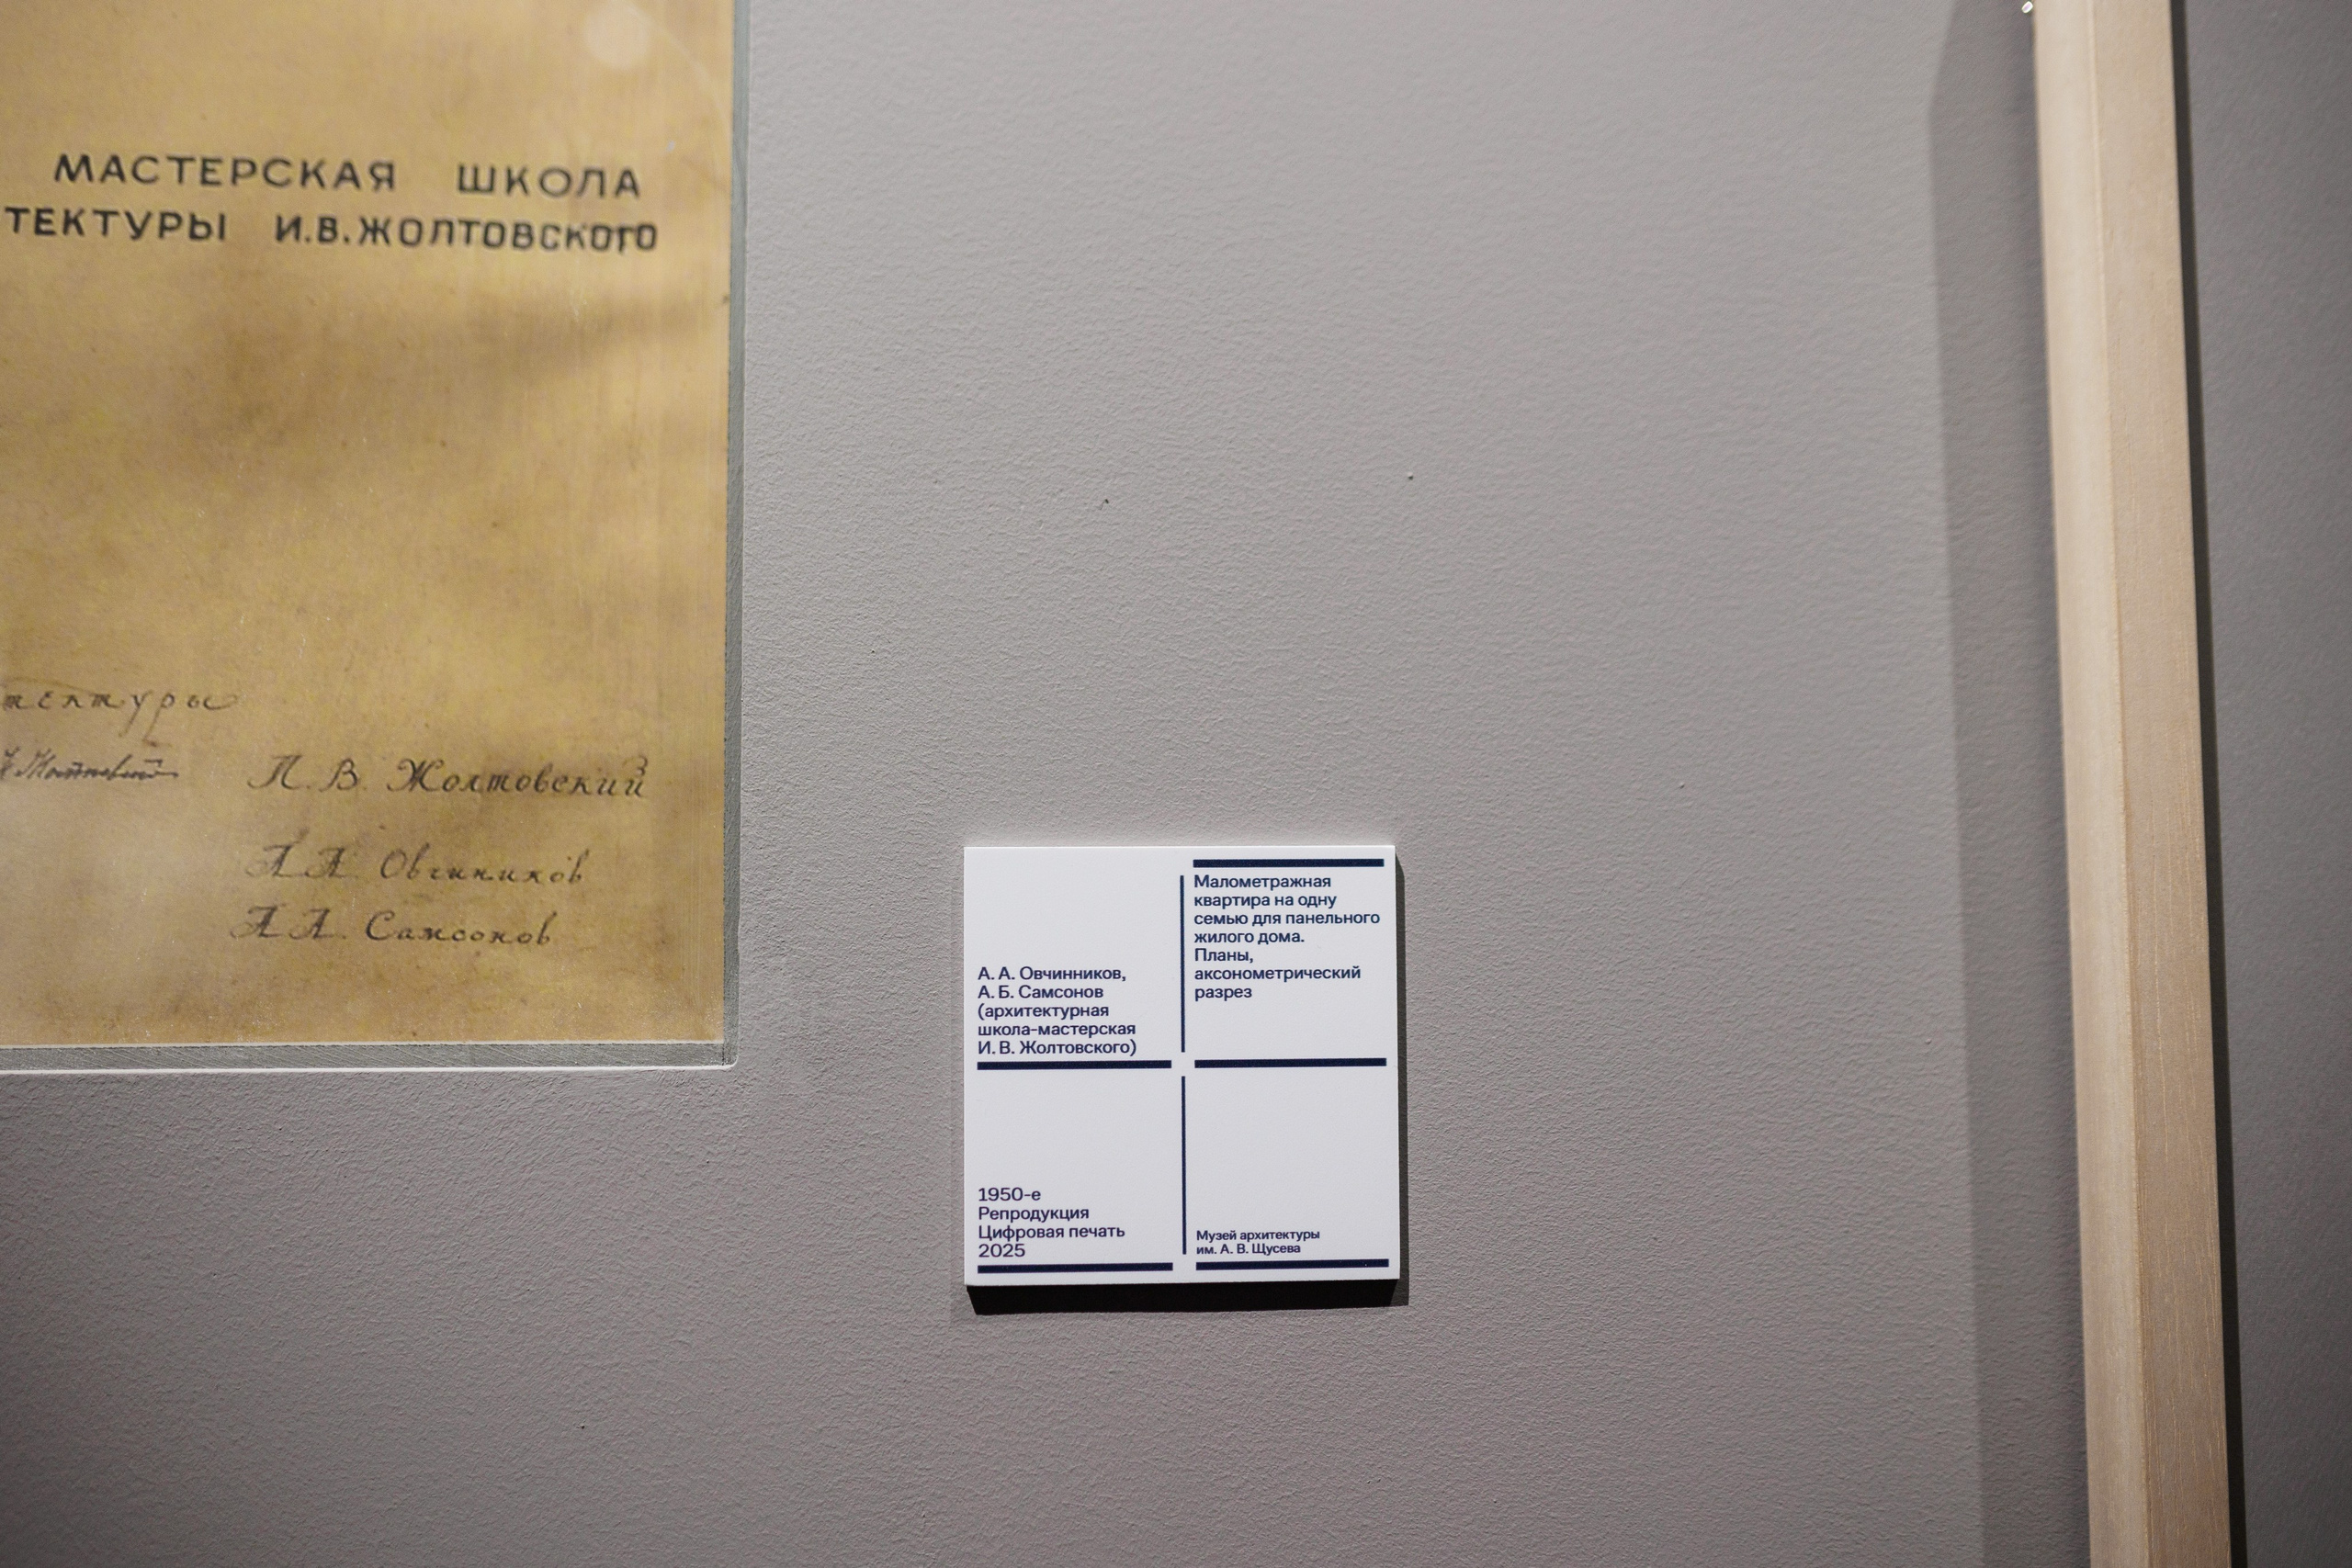 МАСТЕРСКАЯ ШКОЛА
ТЕКТУРЫ И.В.ЖОЛТОВСКОГО
тектуры
И.В. Жолтовский
А.А. Овчиников
А.А. Самсонов
А. А. Овчинников,
А. Б. Самсонов
(архитектурная
школа-мастерская
И. В. Жолтовского)
Малометражная
квартира на одну
семью для панельного
жилого дома.
Планы,
аксонометрический
разрез
1950-е
Репродукция
Цифровая печать
2025
Музей архитектуры
им. А. В. Щусева